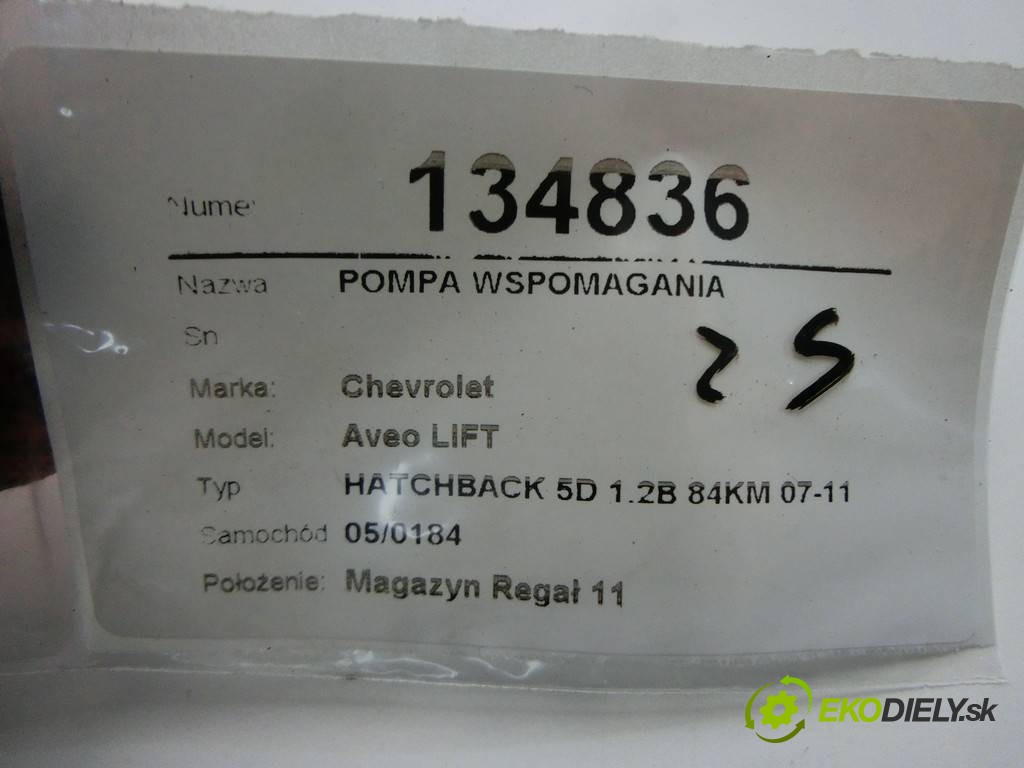 Numer 134836
Nazwa POMPA WSPOMAGANIA
Sn
25
Marka: Chevrolet
Model: Aveo LIFT
Typ HATCHBACK 5D 1.2B 84KM 07-11
Samochód 05/0184
Położenie: Magazyn Regał 11
EKODIELY.sk